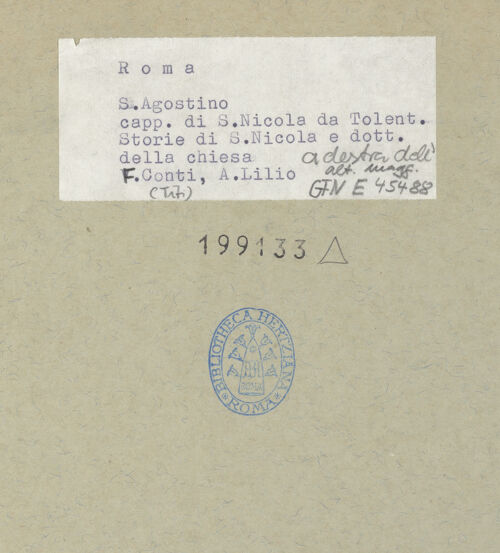 Roma
S.Agostino
capp. di S.Nicola da Tolent.
Storie di S.Nicola e dott.
della chiesa
a destra dell'
alt. magg.
F.Conti, A.Lilio
(Titi)
GFN E 45488
199133
BIBLIOTHECA HERTZIANA
ROMA